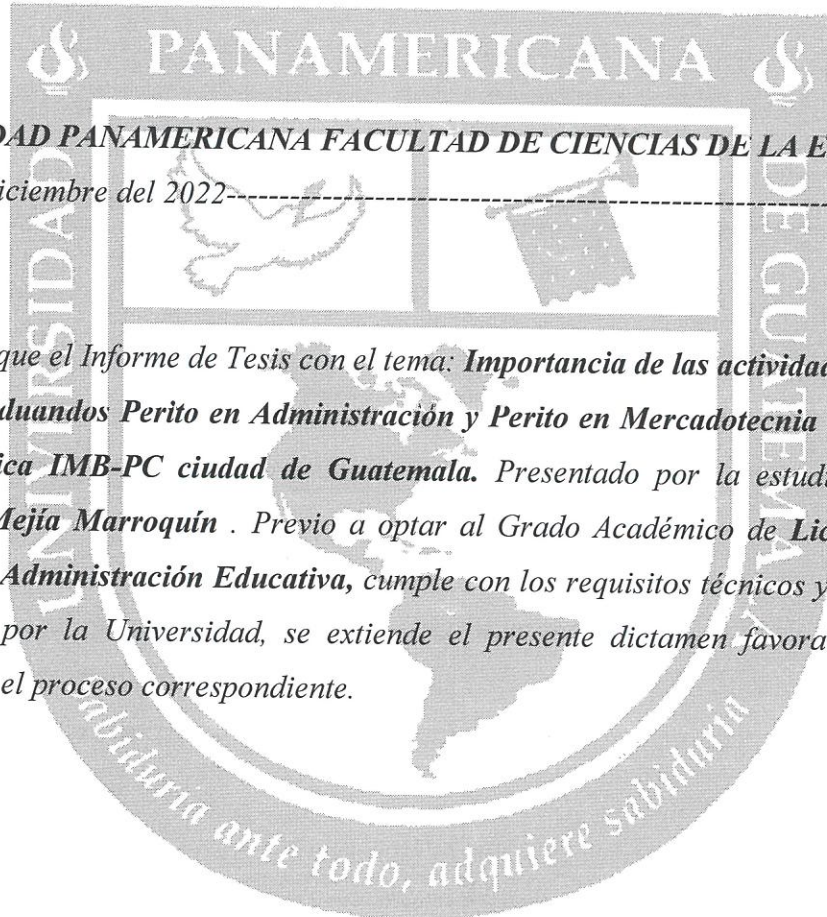 PANAMERICANA
UNIVERSIDAD
DE GUATEMALA
DAD PANAMERICANA FACULTAD DE CIENCIAS DE LA E
iciembre del 2022-----------------------------------------------------------------------
que el Informe de Tesis con el tema: Importancia de las actividad
duandos Perito en Administración y Perito en Mercadotecnia
ica IMB-PC ciudad de Guatemala. Presentado por la estudi
Mejía Marroquín . Previo a optar al Grado Académico de Lic
Administración Educativa, cumple con los requisitos técnicos y
por la Universidad, se extiende el presente dictamen favora
el proceso correspondiente.
Sabiduría ante todo, adquiere sabiduría